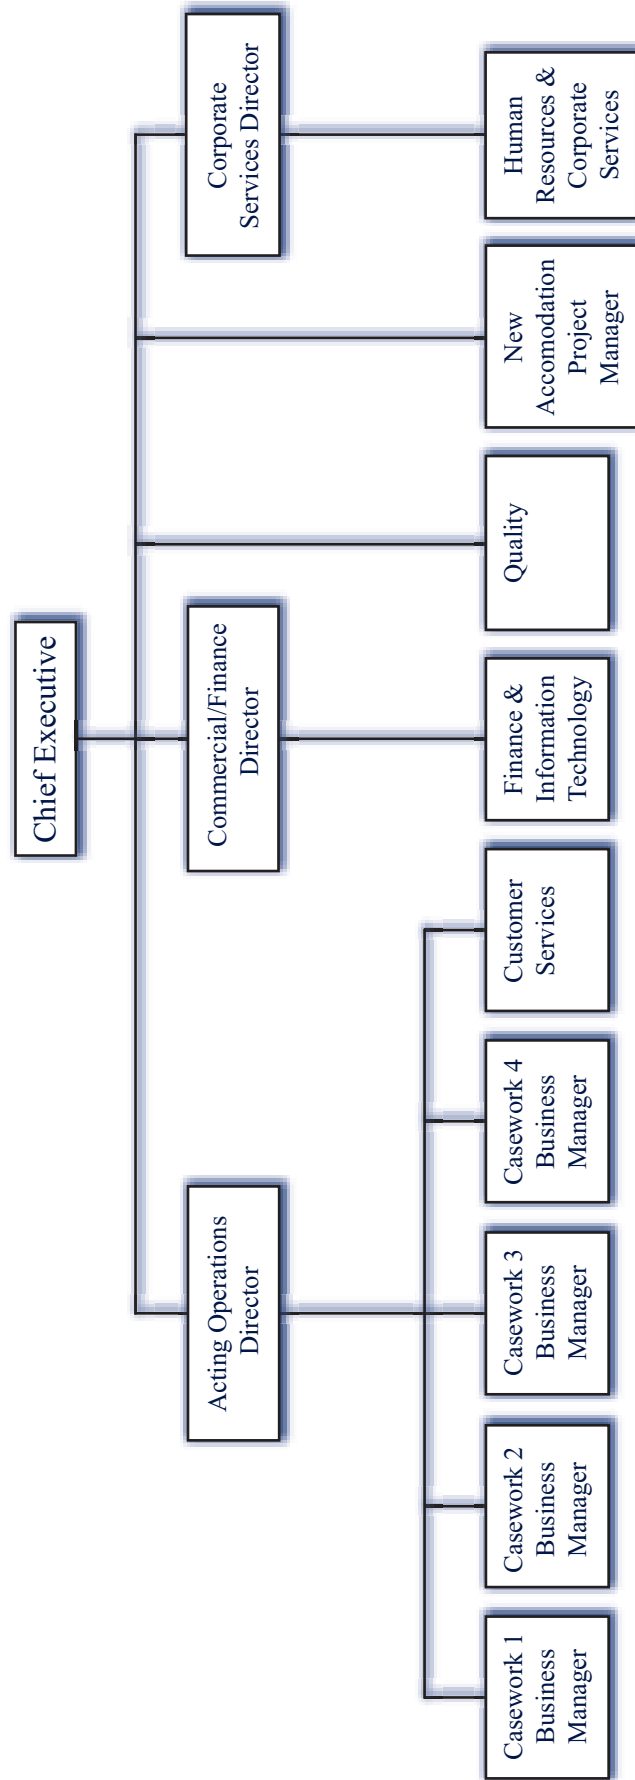 Chief Executive
Acting Operations
Director
Commercial/Finance
Director
Corporate
Services Director
Casework 1
Business
Manager
Casework 2
Business
Manager
Casework 3
Business
Manager
Casework 4
Business
Manager
Customer
Services
Finance &
Information
Technology
Quality
New
Accomodation
Project
Manager
Human
Resources &
Corporate
Services